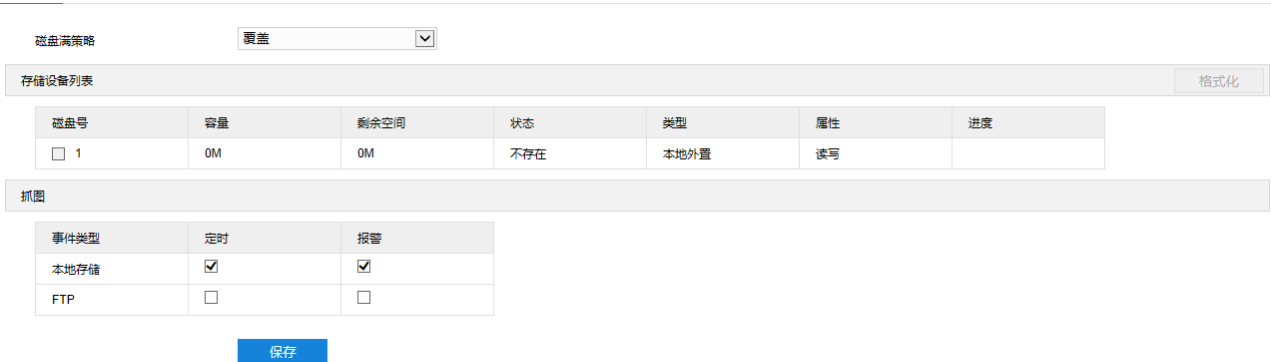 磁盘满策略 覆盖
存储设备列表 格式化
磁盘号 容量 剩余空间 状态 类型 属性 进度
1 0M 0M 不存在 本地外置 读写
抓图
事件类型 定时 报警
本地存储
FTP
保存